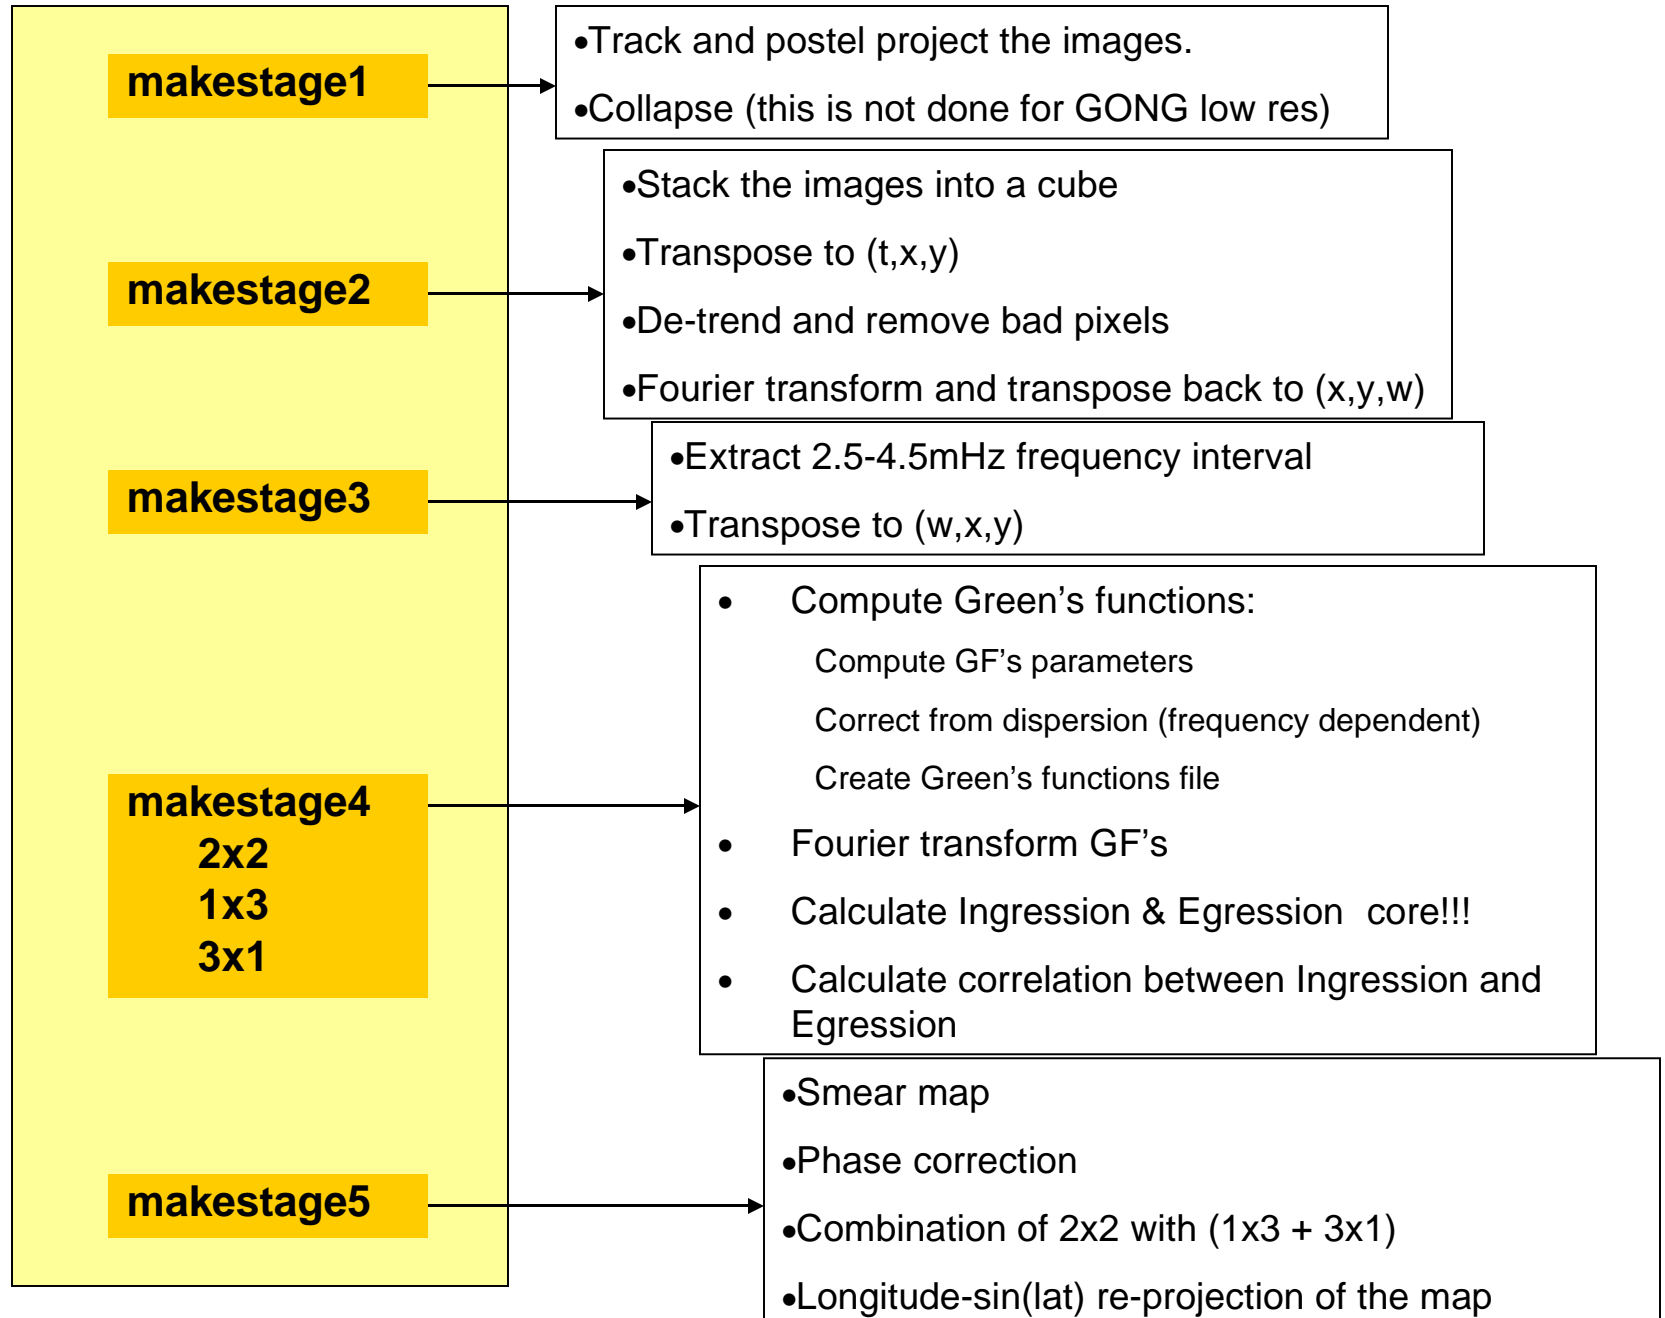 makestage1
•Track and postel project the images.
•Collapse (this is not done for GONG low res)
makestage2
•Stack the images into a cube
•Transpose to (t,x,y)
•De-trend and remove bad pixels
•Fourier transform and transpose back to (x,y,w)
makestage3
•Extract 2.5-4.5mHz frequency interval
•Transpose to (w,x,y)
makestage4
2x2
1x3
3x1
• Compute Green’s functions:
Compute GF’s parameters
Correct from dispersion (frequency dependent)
Create Green’s functions file
• Fourier transform GF’s
• Calculate Ingression & Egression core!!!
• Calculate correlation between Ingression and
Egression
makestage5
•Smear map
•Phase correction
•Combination of 2x2 with (1x3 + 3x1)
•Longitude-sin(lat) re-projection of the map